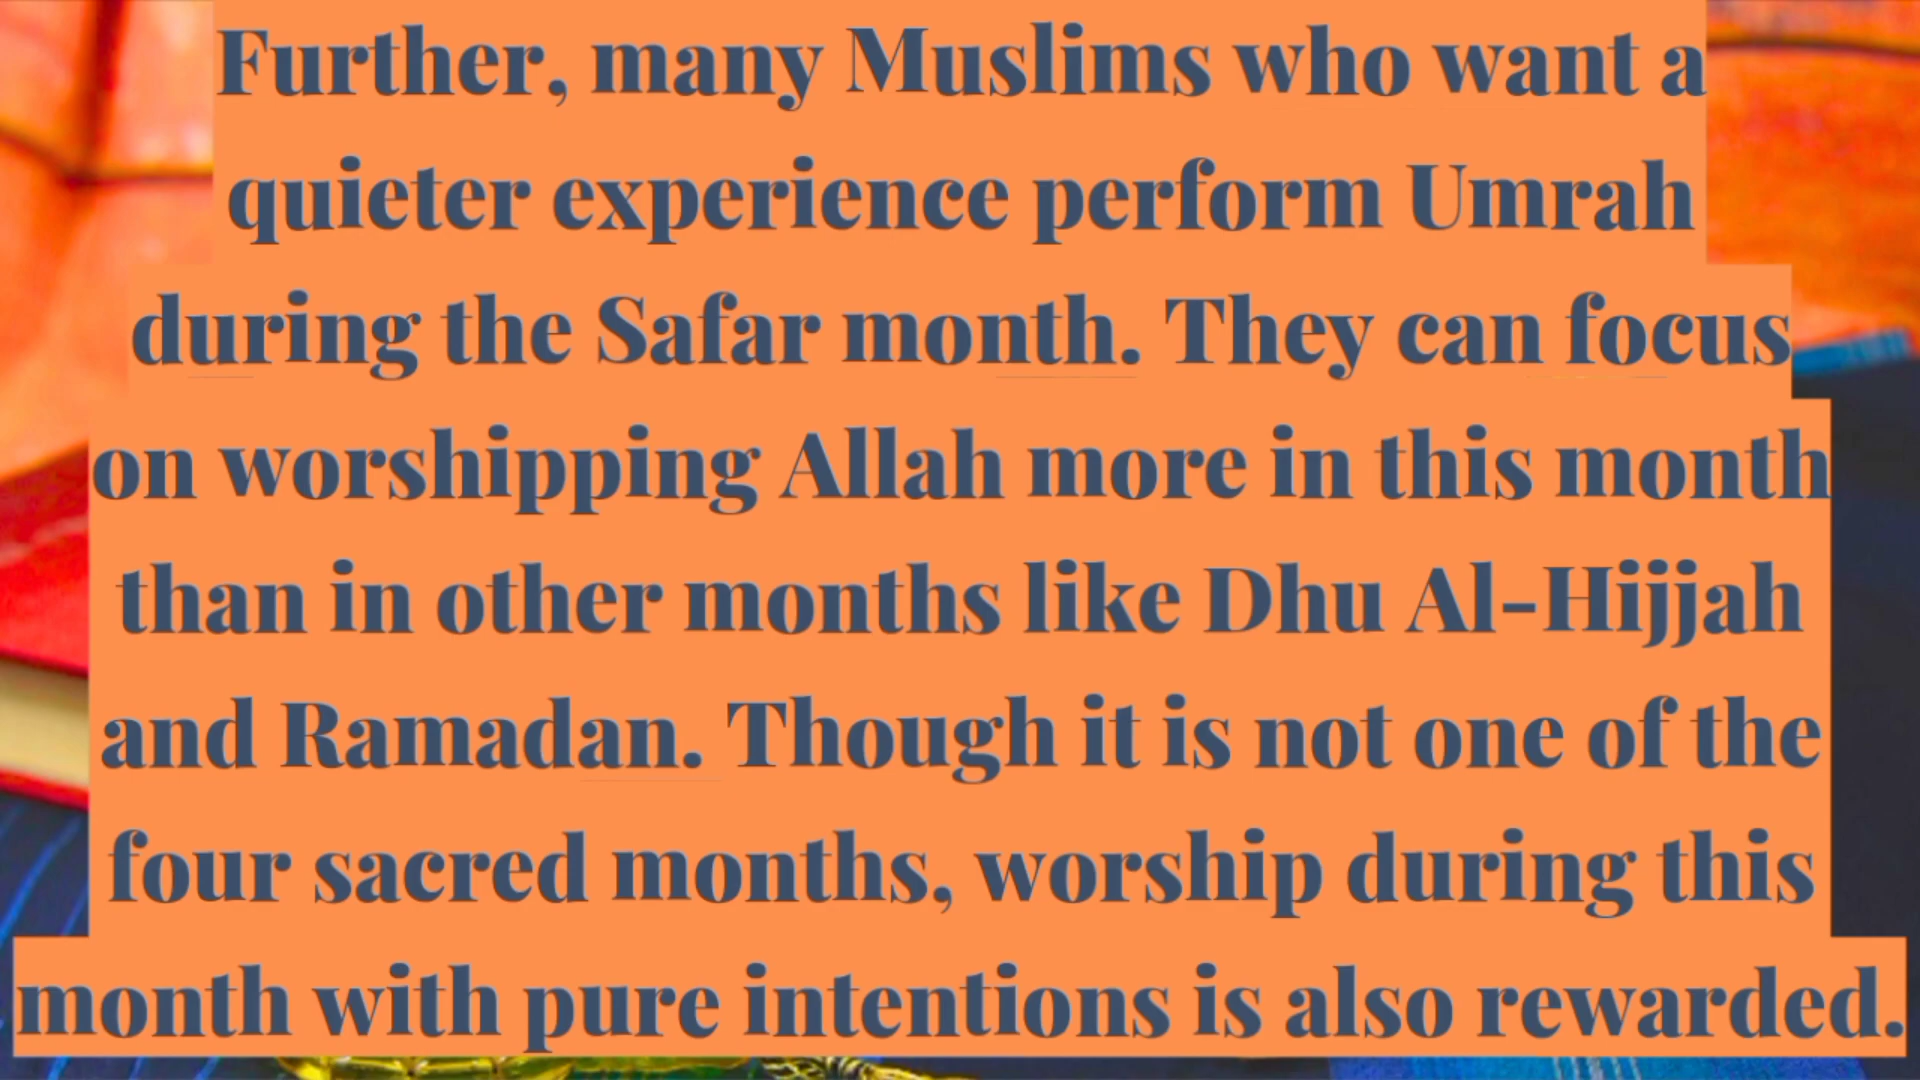 Further, many Muslims who want a
quieter experience perform Umrah
during the Safar month. They can focus
on worshipping Allah more in this month
than in other months like Dhu Al-Hijjah
and Ramadan. Though it is not one of the
four sacred months, worship during this
month with pure intentions is also rewarded.